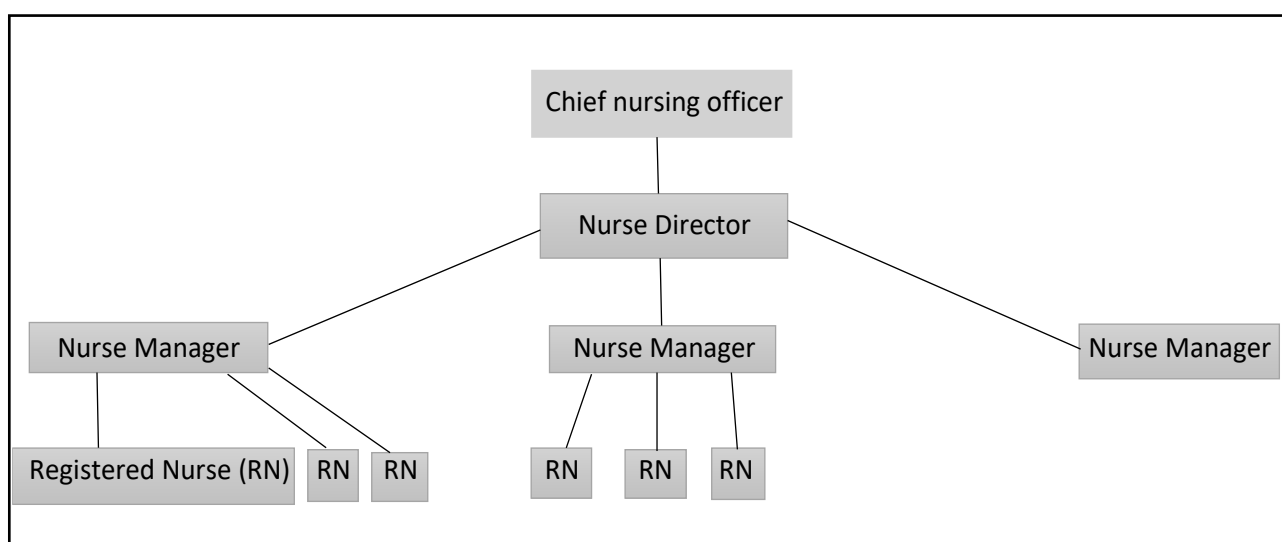 Chief nursing officer
Nurse Director
Nurse Manager
Nurse Manager
Nurse Manager
Registered Nurse (RN)
RN
RN
RN
RN
RN